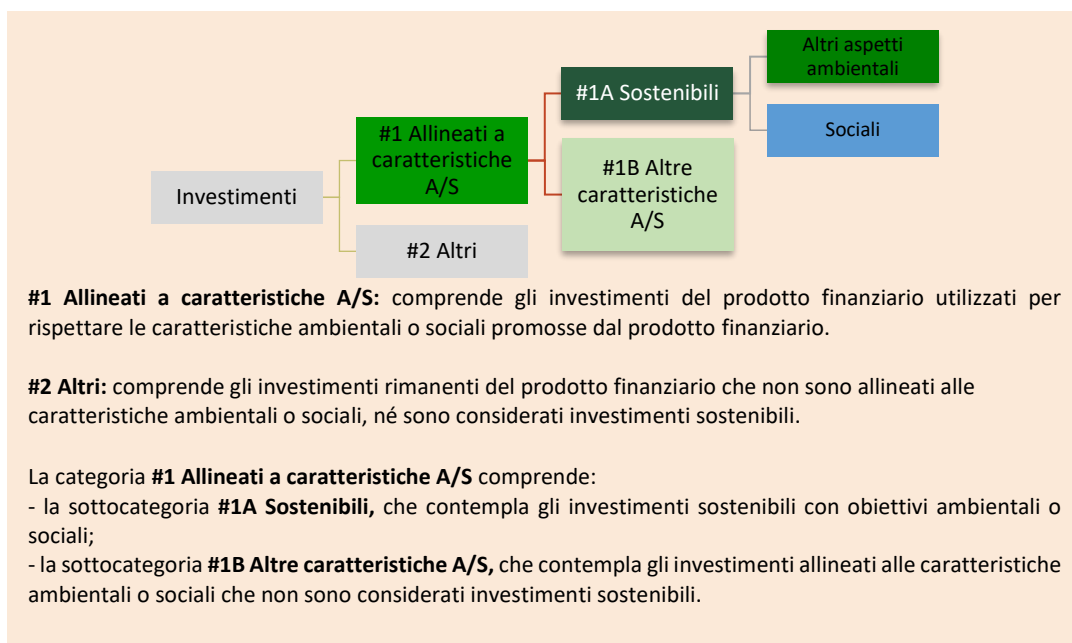 Altri aspetti
ambientali
#1A Sostenibili
Sociali
#1 Allineati a
caratteristiche
A/S
#1B Altre
caratteristiche
A/S
Investimenti
#2 Altri
#1 Allineati a caratteristiche A/S: comprende gli investimenti del prodotto finanziario utilizzati per
rispettare le caratteristiche ambientali o sociali promosse dal prodotto finanziario.
#2 Altri: comprende gli investimenti rimanenti del prodotto finanziario che non sono allineati alle
caratteristiche ambientali o sociali, né sono considerati investimenti sostenibili.
La categoria #1 Allineati a caratteristiche A/S comprende:
- la sottocategoria #1A Sostenibili, che contempla gli investimenti sostenibili con obiettivi ambientali o
sociali;
- la sottocategoria #1B Altre caratteristiche A/S, che contempla gli investimenti allineati alle caratteristiche
ambientali o sociali che non sono considerati investimenti sostenibili.